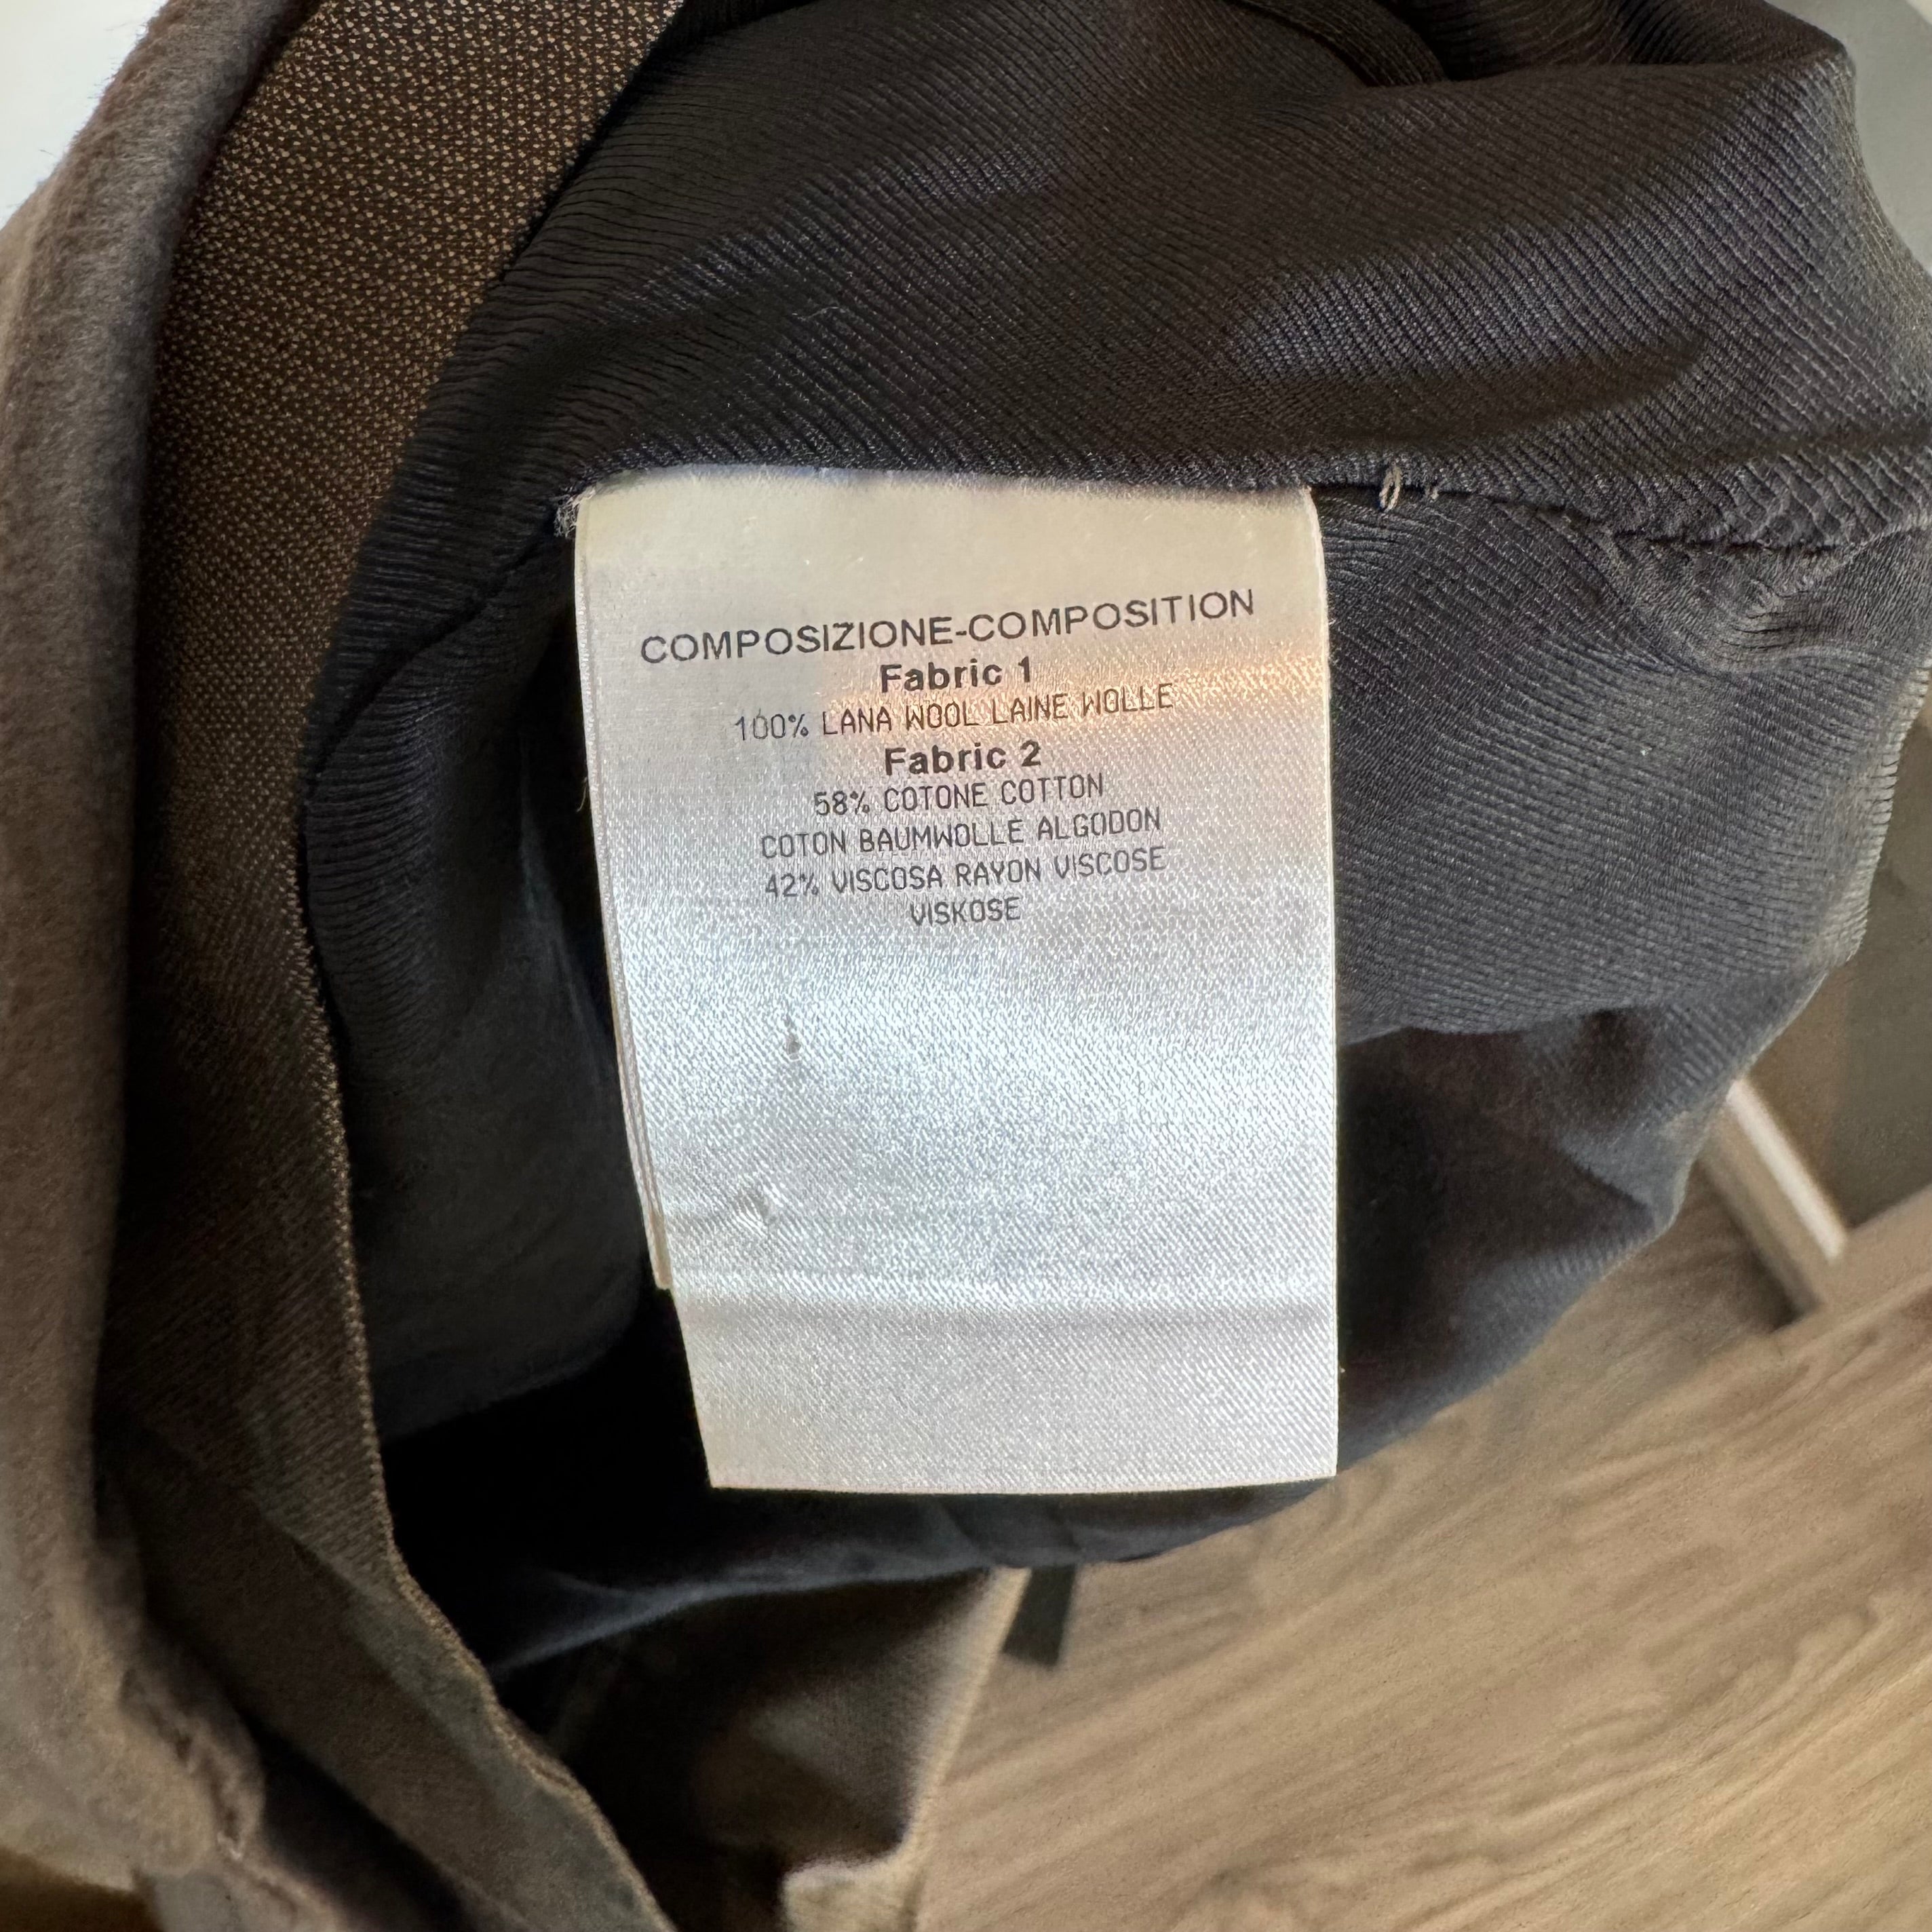 COMPOSIZIONE-COMPOSITION
Fabric 1
100% LANA WOOL LAINE WOLLE
Fabric 2
58% COTONE COTTON
COTON BAUMWOLLE ALGODON
42% VISCOSA RAYON VISCOSE
VISKOSE